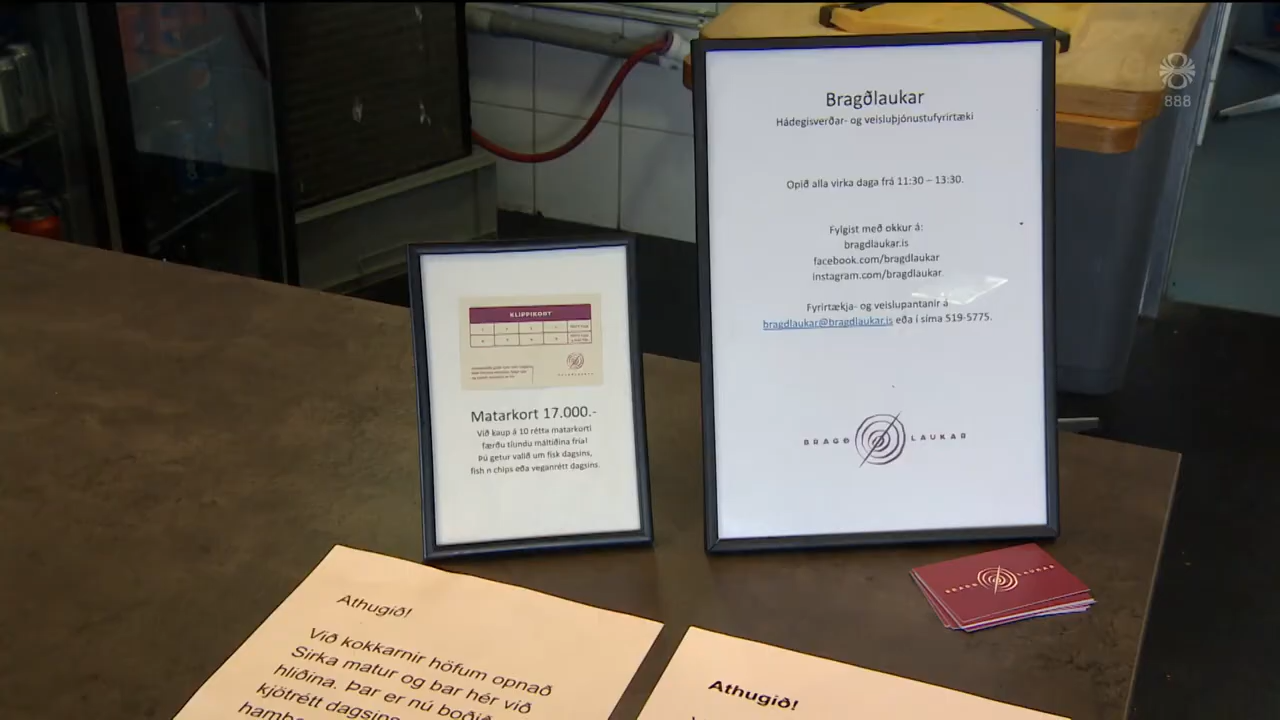 888
Bragðlaukar
Hádegisverðar- og veisluþjónustufyrirtæki
Opið alla virka daga frá 11:30 – 13:30.
Fylgist með okkur á:
bragdlaukar.is
facebook.com/bragdlaukar
instagram.com/bragdlaukar
Fyrirtækja- og veislupantanir á
bragdlaukar@bragdlaukar.is eða í síma 519-5775.
BRAGÐ LAUKAR
KLIPPIKORT
Matarkort 17.000.-
Við kaup á 10 rétta matarkorti
færðu tíundu máltíðina fría!
Þú getur valið um fisk dagsins,
fish n chips eða veganrétt dagsins.
BRAGÐ LAUKAR
Athugið!
Við kokkarnir höfum opnað
Sirka matur og bar hér við
hliðina. Þar er nú boðið
kjötrétt dagsins
Athugið!